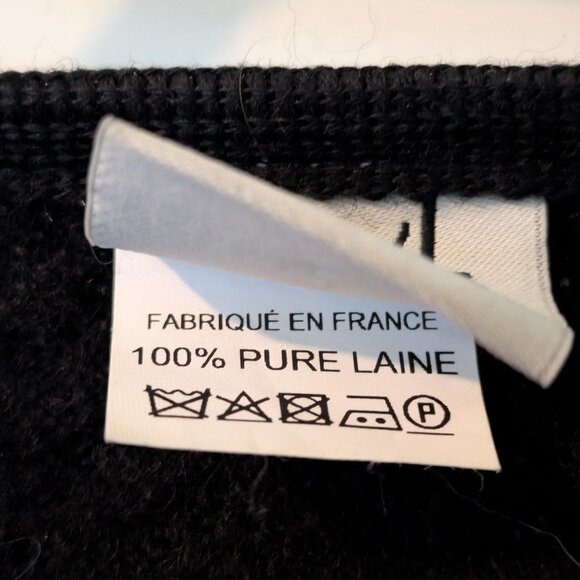 FABRIQUÉ EN FRANCE
100% PURE LAINE
P